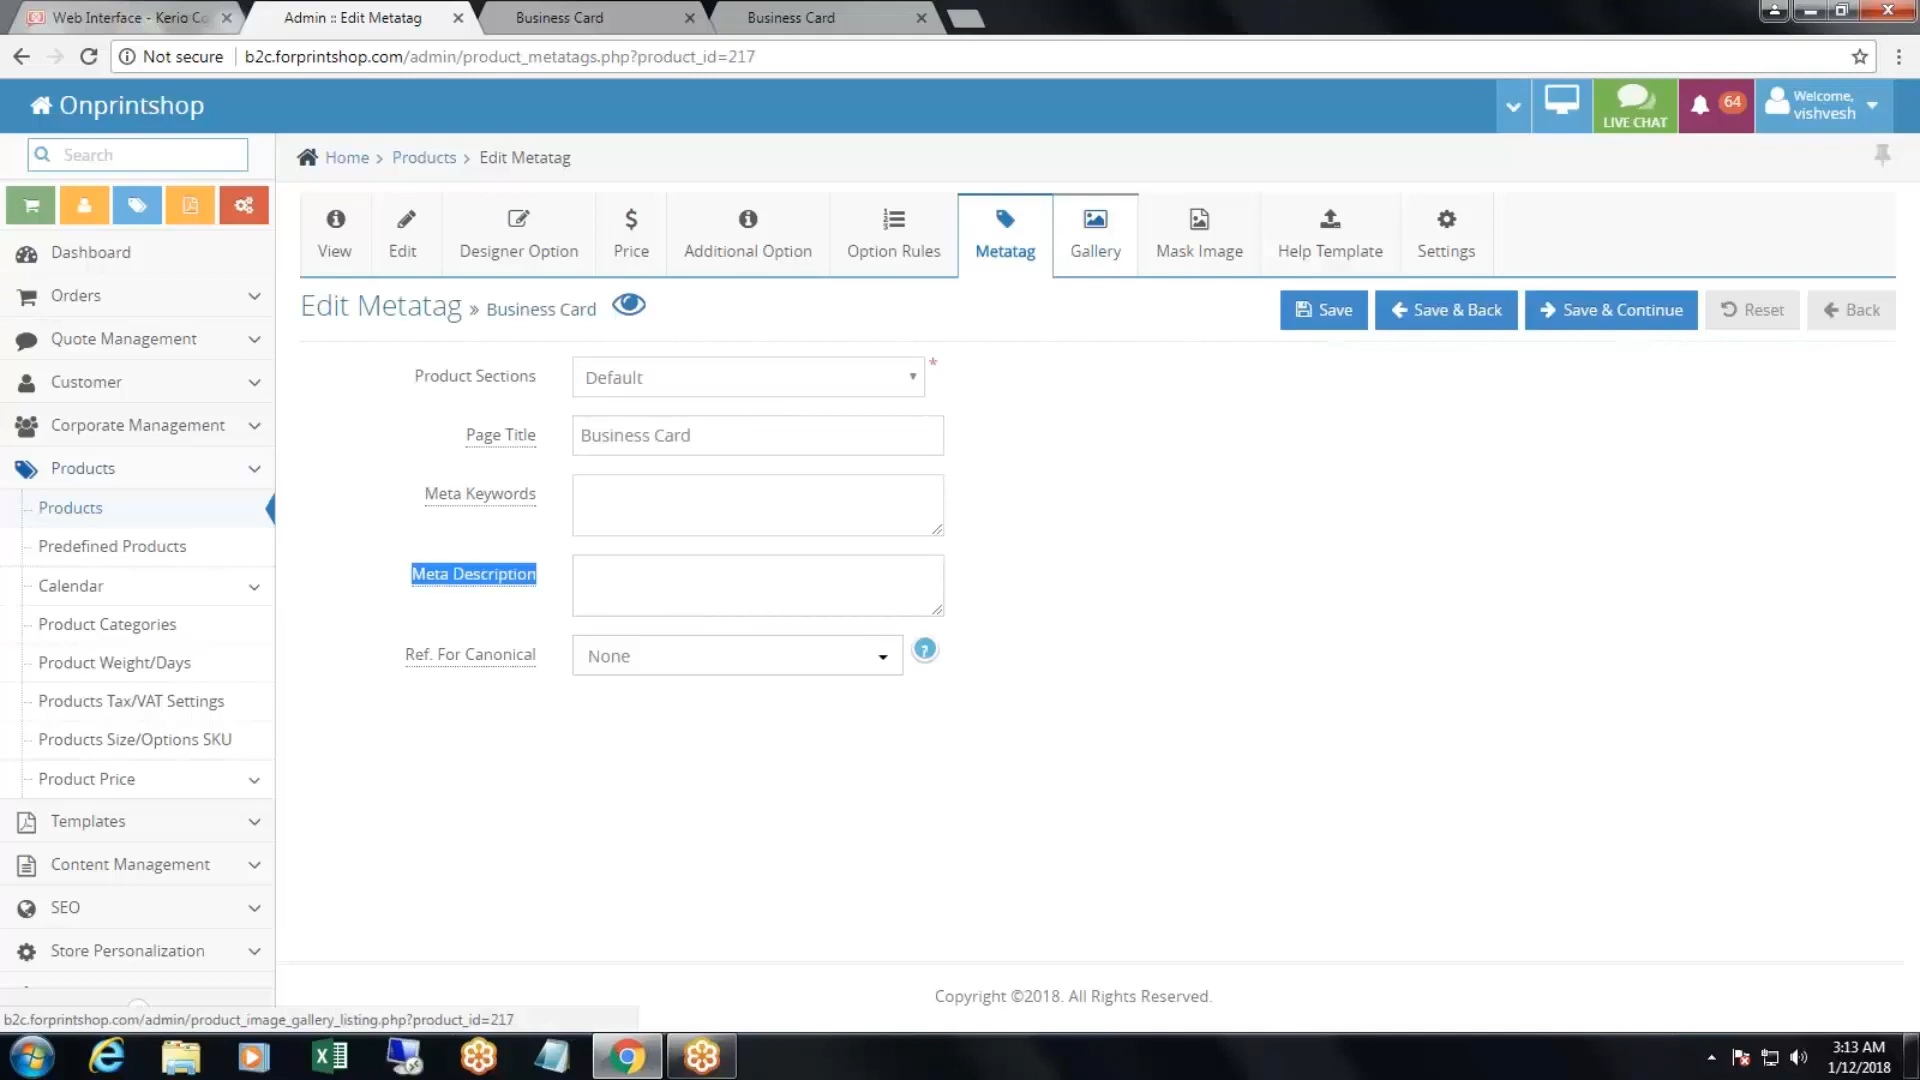 Web Interface - Kerio Co
Admin :: Edit Metatag
Business Card
Business Card
Not secure
b2c.forprintshop.com/admin/product_metatags.php?product_id=217
Onprintshop
LIVE CHAT
64
Welcome,
vishvesh
Search
Home > Products > Edit Metatag
View
Edit
Designer Option
Price
Additional Option
Option Rules
Metatag
Gallery
Mask Image
Help Template
Settings
Edit Metatag » Business Card
Save
Save & Back
Save & Continue
Reset
Back
Dashboard
Orders
Quote Management
Customer
Corporate Management
Products
Products
Predefined Products
Calendar
Product Categories
Product Weight/Days
Products Tax/VAT Settings
Products Size/Options SKU
Product Price
Templates
Content Management
SEO
Store Personalization
Product Sections
Default
*
Page Title
Business Card
Meta Keywords
Meta Description
Ref. For Canonical
None
?
Copyright ©2018. All Rights Reserved.
b2c.forprintshop.com/admin/product_image_gallery_listing.php?product_id=217
3:13 AM
1/12/2018